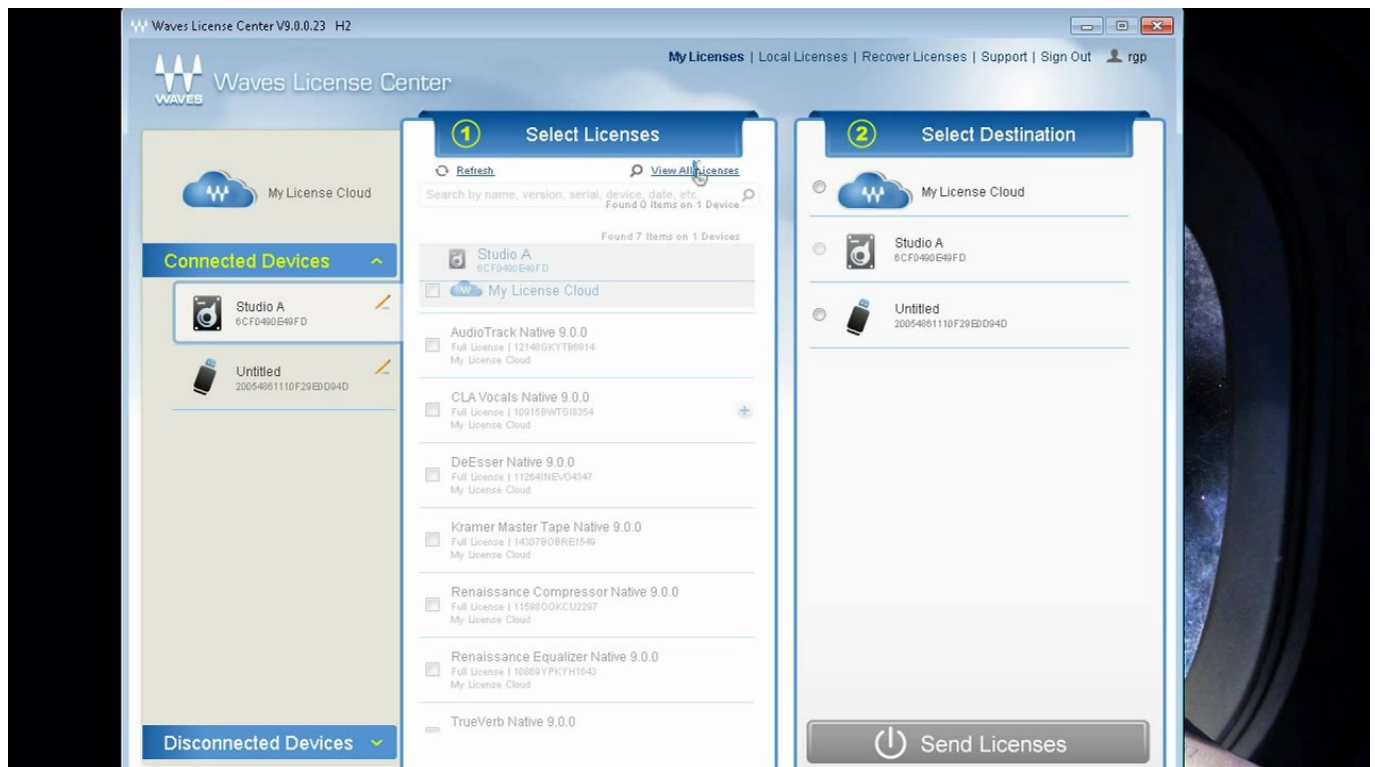 Waves License Center V9.0.0.23 H2
My Licenses | Local Licenses | Recover Licenses | Support | Sign Out rgp
WAVES
Waves License Center
My License Cloud
Connected Devices
Studio A
6CF0490E49FD
Untitled
20054861110F29EDD94D
Disconnected Devices
1 Select Licenses
Refresh View All Licenses
Search by name, version, serial, device, date, etc.
Found 0 Items on 1 Device
Found 7 Items on 1 Devices
Studio A
6CF0490E49FD
My License Cloud
AudioTrack Native 9.0.0
Full License |
My License Cloud
CLA Vocals Native 9.0.0
Full License |
My License Cloud
DeEsser Native 9.0.0
Full License |
My License Cloud
Kramer Master Tape Native 9.0.0
Full License |
My License Cloud
Renaissance Compressor Native 9.0.0
Full License |
My License Cloud
Renaissance Equalizer Native 9.0.0
Full License |
My License Cloud
TrueVerb Native 9.0.0
2 Select Destination
My License Cloud
Studio A
6CF0490E49FD
Untitled
20054861110F29EDD94D
Send Licenses